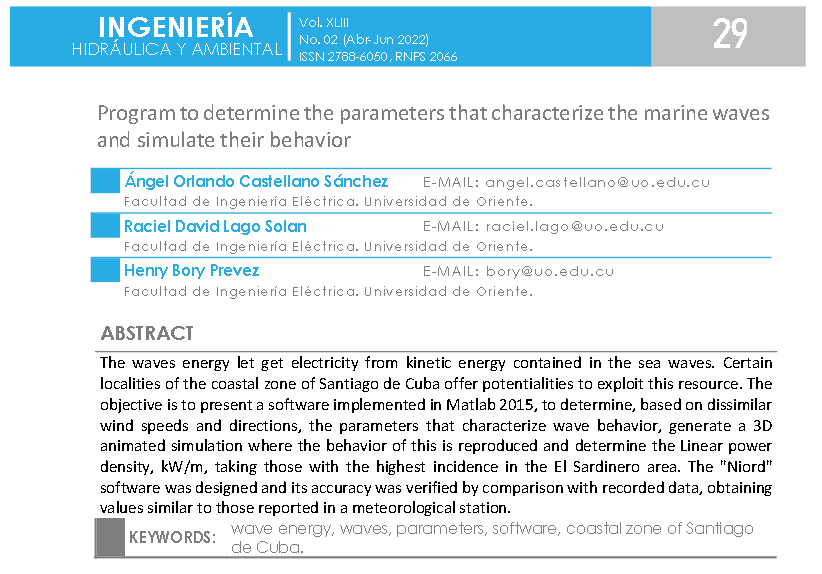 INGENIERÍA
HIDRÁULICA Y AMBIENTAL
Vol. XLIII
No. 02 (Abr-Jun 2022)
ISSN 2788-6050, RNPS 2066
29
Program to determine the parameters that characterize the marine waves
and simulate their behavior
Ángel Orlando Castellano Sánchez E-MAIL: angel.castellano@uo.edu.cu
Facultad de Ingeniería Eléctrica. Universidad de Oriente.
Raciel David Lago Solan E-MAIL: raciel.lago@uo.edu.cu
Facultad de Ingeniería Eléctrica. Universidad de Oriente.
Henry Bory Prevez E-MAIL: bory@uo.edu.cu
Facultad de Ingeniería Eléctrica. Universidad de Oriente.
ABSTRACT
The waves energy let get electricity from kinetic energy contained in the sea waves. Certain
localities of the coastal zone of Santiago de Cuba offer potentialities to exploit this resource. The
objective is to present a software implemented in Matlab 2015, to determine, based on dissimilar
wind speeds and directions, the parameters that characterize wave behavior, generate a 3D
animated simulation where the behavior of this is reproduced and determine the Linear power
density, kW/m, taking those with the highest incidence in the El Sardinero area. The "Niord"
software was designed and its accuracy was verified by comparison with recorded data, obtaining
values similar to those reported in a meteorological station.
KEYWORDS: wave energy, waves, parameters, software, coastal zone of Santiago
de Cuba.